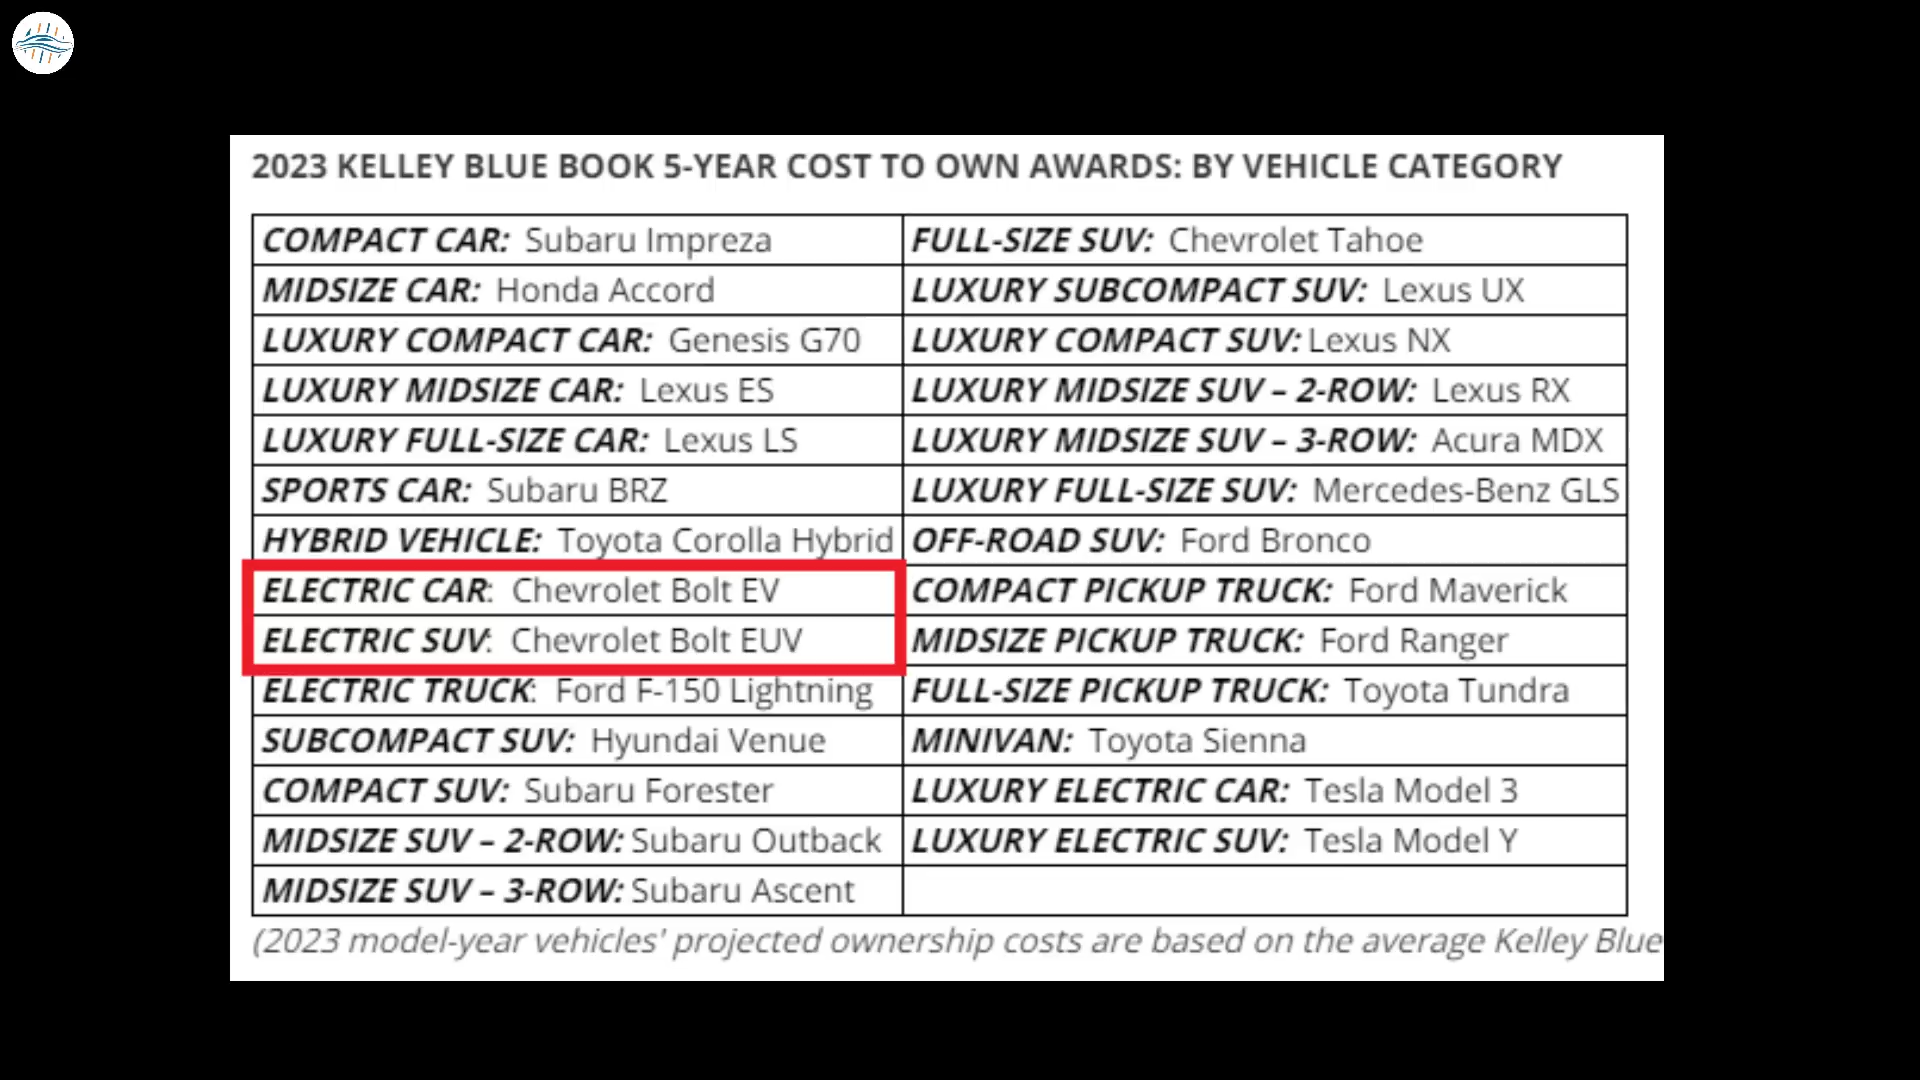 2023 KELLEY BLUE BOOK 5-YEAR COST TO OWN AWARDS: BY VEHICLE CATEGORY
COMPACT CAR: Subaru Impreza
FULL-SIZE SUV: Chevrolet Tahoe
MIDSIZE CAR: Honda Accord
LUXURY SUBCOMPACT SUV: Lexus UX
LUXURY COMPACT CAR: Genesis G70
LUXURY COMPACT SUV: Lexus NX
LUXURY MIDSIZE CAR: Lexus ES
LUXURY MIDSIZE SUV – 2-ROW: Lexus RX
LUXURY FULL-SIZE CAR: Lexus LS
LUXURY MIDSIZE SUV – 3-ROW: Acura MDX
SPORTS CAR: Subaru BRZ
LUXURY FULL-SIZE SUV: Mercedes-Benz GLS
HYBRID VEHICLE: Toyota Corolla Hybrid
OFF-ROAD SUV: Ford Bronco
ELECTRIC CAR: Chevrolet Bolt EV
COMPACT PICKUP TRUCK: Ford Maverick
ELECTRIC SUV: Chevrolet Bolt EUV
MIDSIZE PICKUP TRUCK: Ford Ranger
ELECTRIC TRUCK: Ford F-150 Lightning
FULL-SIZE PICKUP TRUCK: Toyota Tundra
SUBCOMPACT SUV: Hyundai Venue
MINIVAN: Toyota Sienna
COMPACT SUV: Subaru Forester
LUXURY ELECTRIC CAR: Tesla Model 3
MIDSIZE SUV – 2-ROW: Subaru Outback
LUXURY ELECTRIC SUV: Tesla Model Y
MIDSIZE SUV – 3-ROW: Subaru Ascent
(2023 model-year vehicles' projected ownership costs are based on the average Kelley Blue